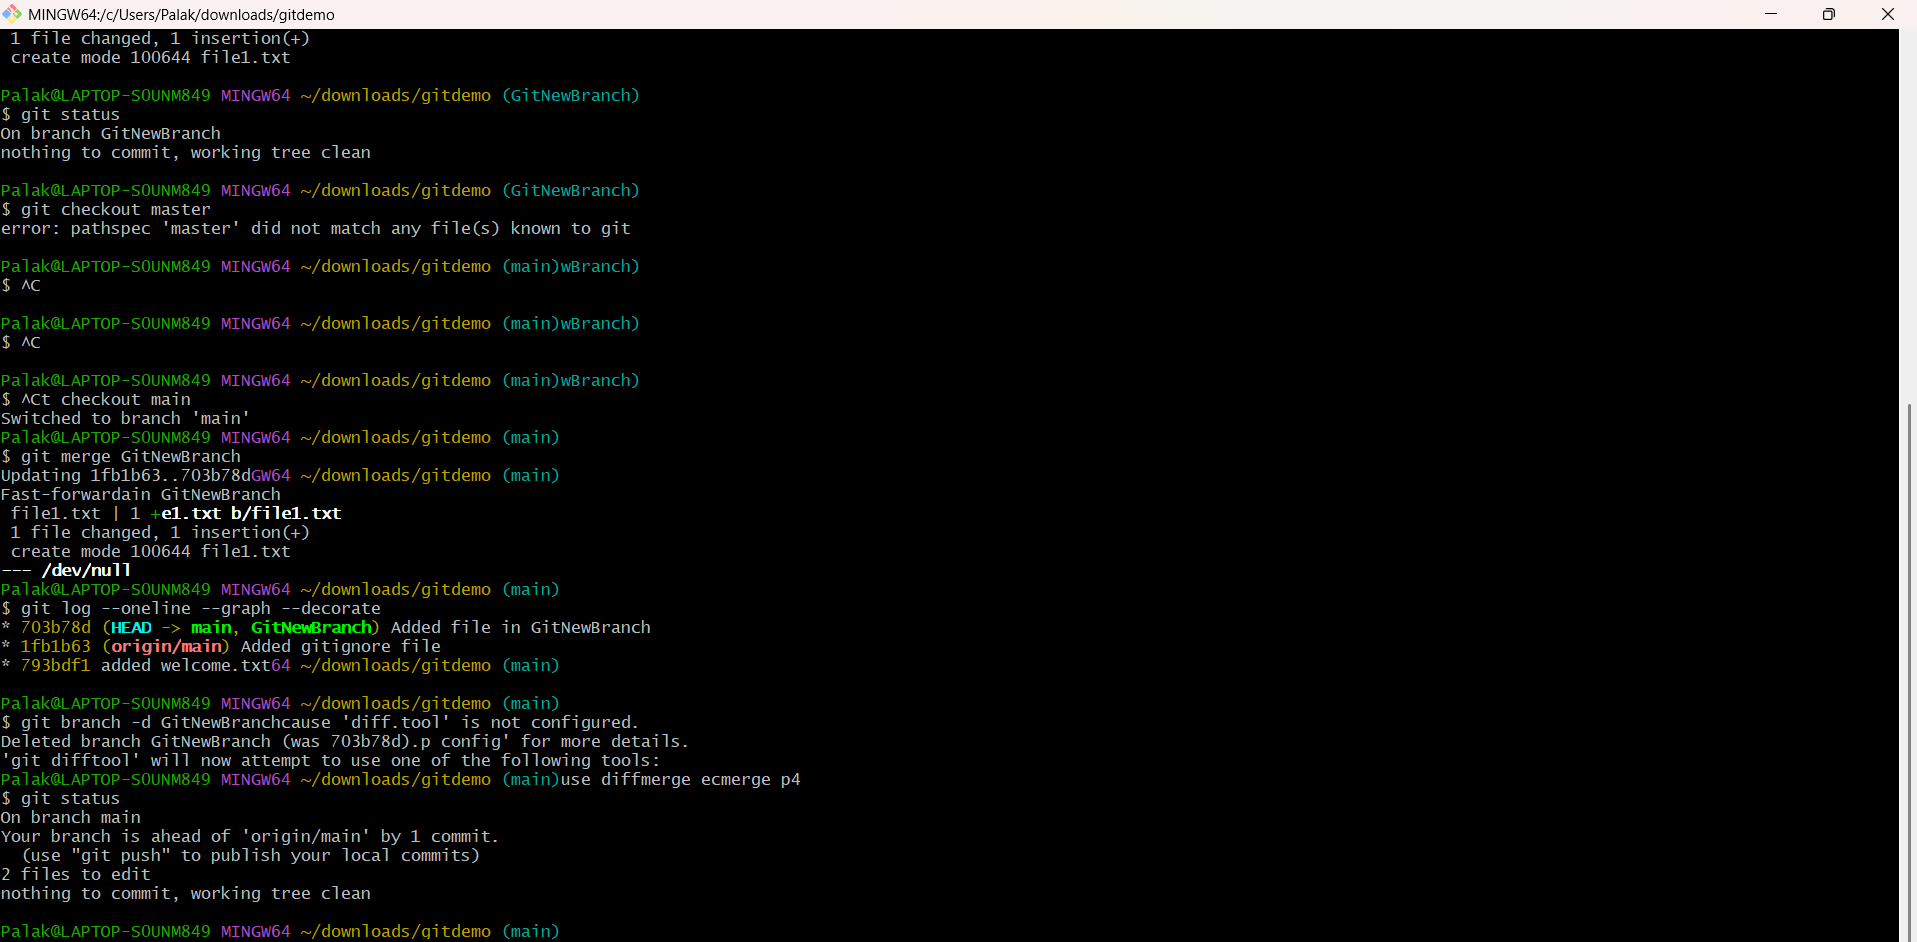 MINGW64:/c/Users/Palak/downloads/gitdemo
1 file changed, 1 insertion(+)
create mode 100644 file1.txt
Palak@LAPTOP-SOUNM849 MINGW64 ~/downloads/gitdemo (GitNewBranch)
$ git status
On branch GitNewBranch
nothing to commit, working tree clean
Palak@LAPTOP-SOUNM849 MINGW64 ~/downloads/gitdemo (GitNewBranch)
$ git checkout master
error: pathspec 'master' did not match any file(s) known to git
Palak@LAPTOP-SOUNM849 MINGW64 ~/downloads/gitdemo (main)wBranch)
$ ^C
Palak@LAPTOP-SOUNM849 MINGW64 ~/downloads/gitdemo (main)wBranch)
$ ^C
Palak@LAPTOP-SOUNM849 MINGW64 ~/downloads/gitdemo (main)wBranch)
$ ^Ct checkout main
Switched to branch 'main'
Palak@LAPTOP-SOUNM849 MINGW64 ~/downloads/gitdemo (main)
$ git merge GitNewBranch
Updating 1fb1b63..703b78dGW64 ~/downloads/gitdemo (main)
Fast-forwardain GitNewBranch
file1.txt | 1 +e1.txt b/file1.txt
1 file changed, 1 insertion(+)
create mode 100644 file1.txt
--- /dev/null
Palak@LAPTOP-SOUNM849 MINGW64 ~/downloads/gitdemo (main)
$ git log --oneline --graph --decorate
* 703b78d (HEAD -> main, GitNewBranch) Added file in GitNewBranch
* 1fb1b63 (origin/main) Added gitignore file
* 793bdf1 added welcome.txt64 ~/downloads/gitdemo (main)
Palak@LAPTOP-SOUNM849 MINGW64 ~/downloads/gitdemo (main)
$ git branch -d GitNewBranchcause 'diff.tool' is not configured.
Deleted branch GitNewBranch (was 703b78d).p config' for more details.
'git difftool' will now attempt to use one of the following tools:
Palak@LAPTOP-SOUNM849 MINGW64 ~/downloads/gitdemo (main)use diffmerge ecmerge p4
$ git status
On branch main
Your branch is ahead of 'origin/main' by 1 commit.
(use "git push" to publish your local commits)
2 files to edit
nothing to commit, working tree clean
Palak@LAPTOP-SOUNM849 MINGW64 ~/downloads/gitdemo (main)